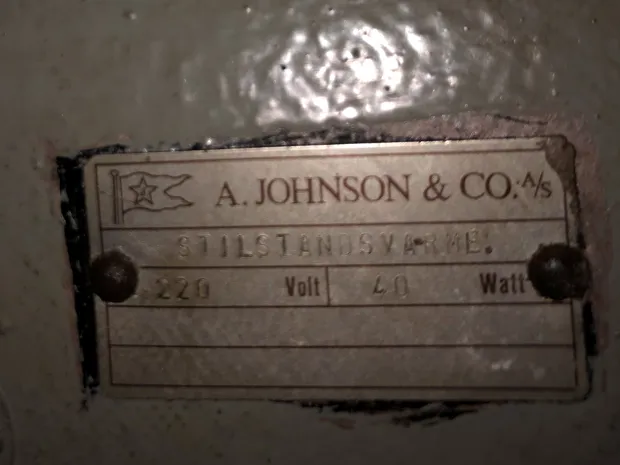 A. JOHNSON & CO. A/S
STILSTANDSVARME.
220 Volt 40 Watt